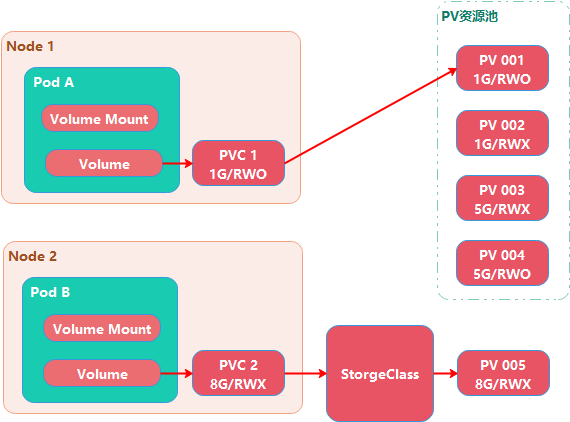 PV资源池
Node 1
Pod A
Volume Mount
Volume
PVC 1
1G/RWO
PV 001
1G/RWO
PV 002
1G/RWX
PV 003
5G/RWX
PV 004
5G/RWO
Node 2
Pod B
Volume Mount
Volume
PVC 2
8G/RWX
StorgeClass
PV 005
8G/RWX